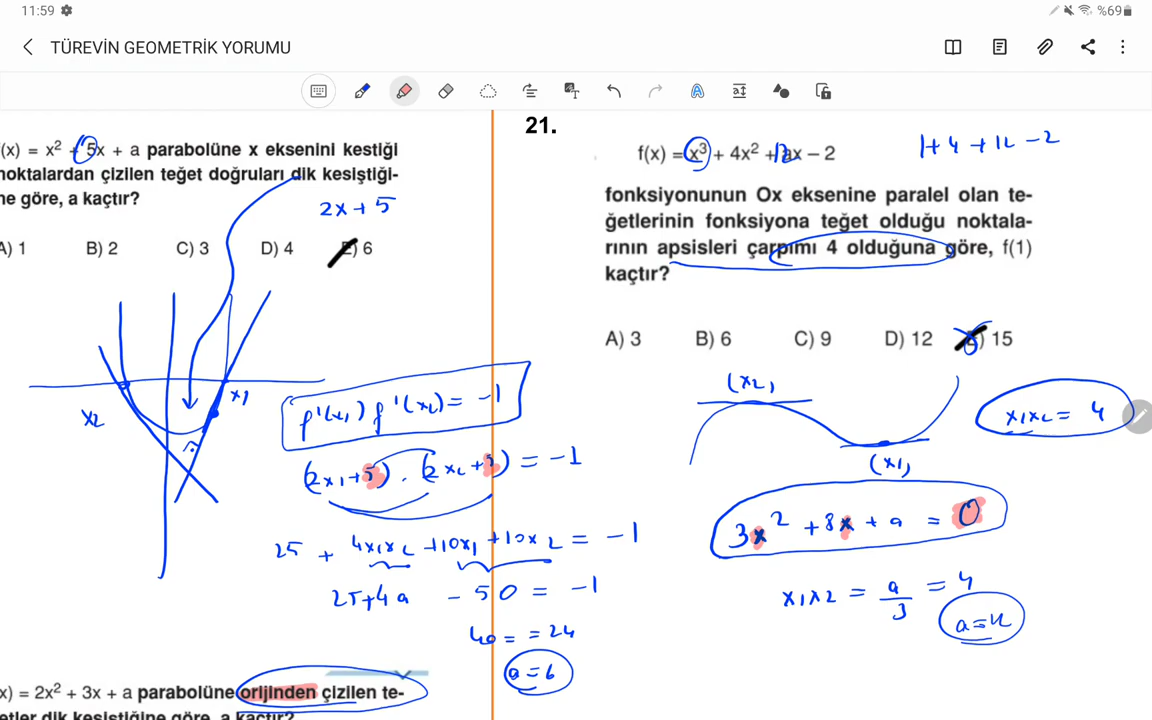 11:59
%69
TÜREVİN GEOMETRİK YORUMU
(x) = x² + 5x + a parabolüne x eksenini kestiği
noktalardan çizilen teğet doğruları dik kesiştiği-
ne göre, a kaçtır?
2x + 5
A) 1 B) 2 C) 3 D) 4 E) 6
x2
x1
f'(x1) f'(x2) = -1
(2x1+5) . (2x2+5) = -1
25 + 4x1x2 + 10x1 + 10x2 = -1
25+4a - 50 = -1
4a = 24
a = 6
x) = 2x² + 3x + a parabolüne orijinden çizilen te-
ğetler dik kesiştiğine göre, a kaçtır?
21.
f(x) = x³ + 4x² + ax - 2
1+4+12-2
fonksiyonunun Ox eksenine paralel olan te-
ğetlerinin fonksiyona teğet olduğu noktala-
rının apsisleri çarpımı 4 olduğuna göre, f(1)
kaçtır?
A) 3 B) 6 C) 9 D) 12 E) 15
(x2)
(x1)
x1x2 = 4
3x² + 8x + a = 0
x1x2 = a/3 = 4
a=12